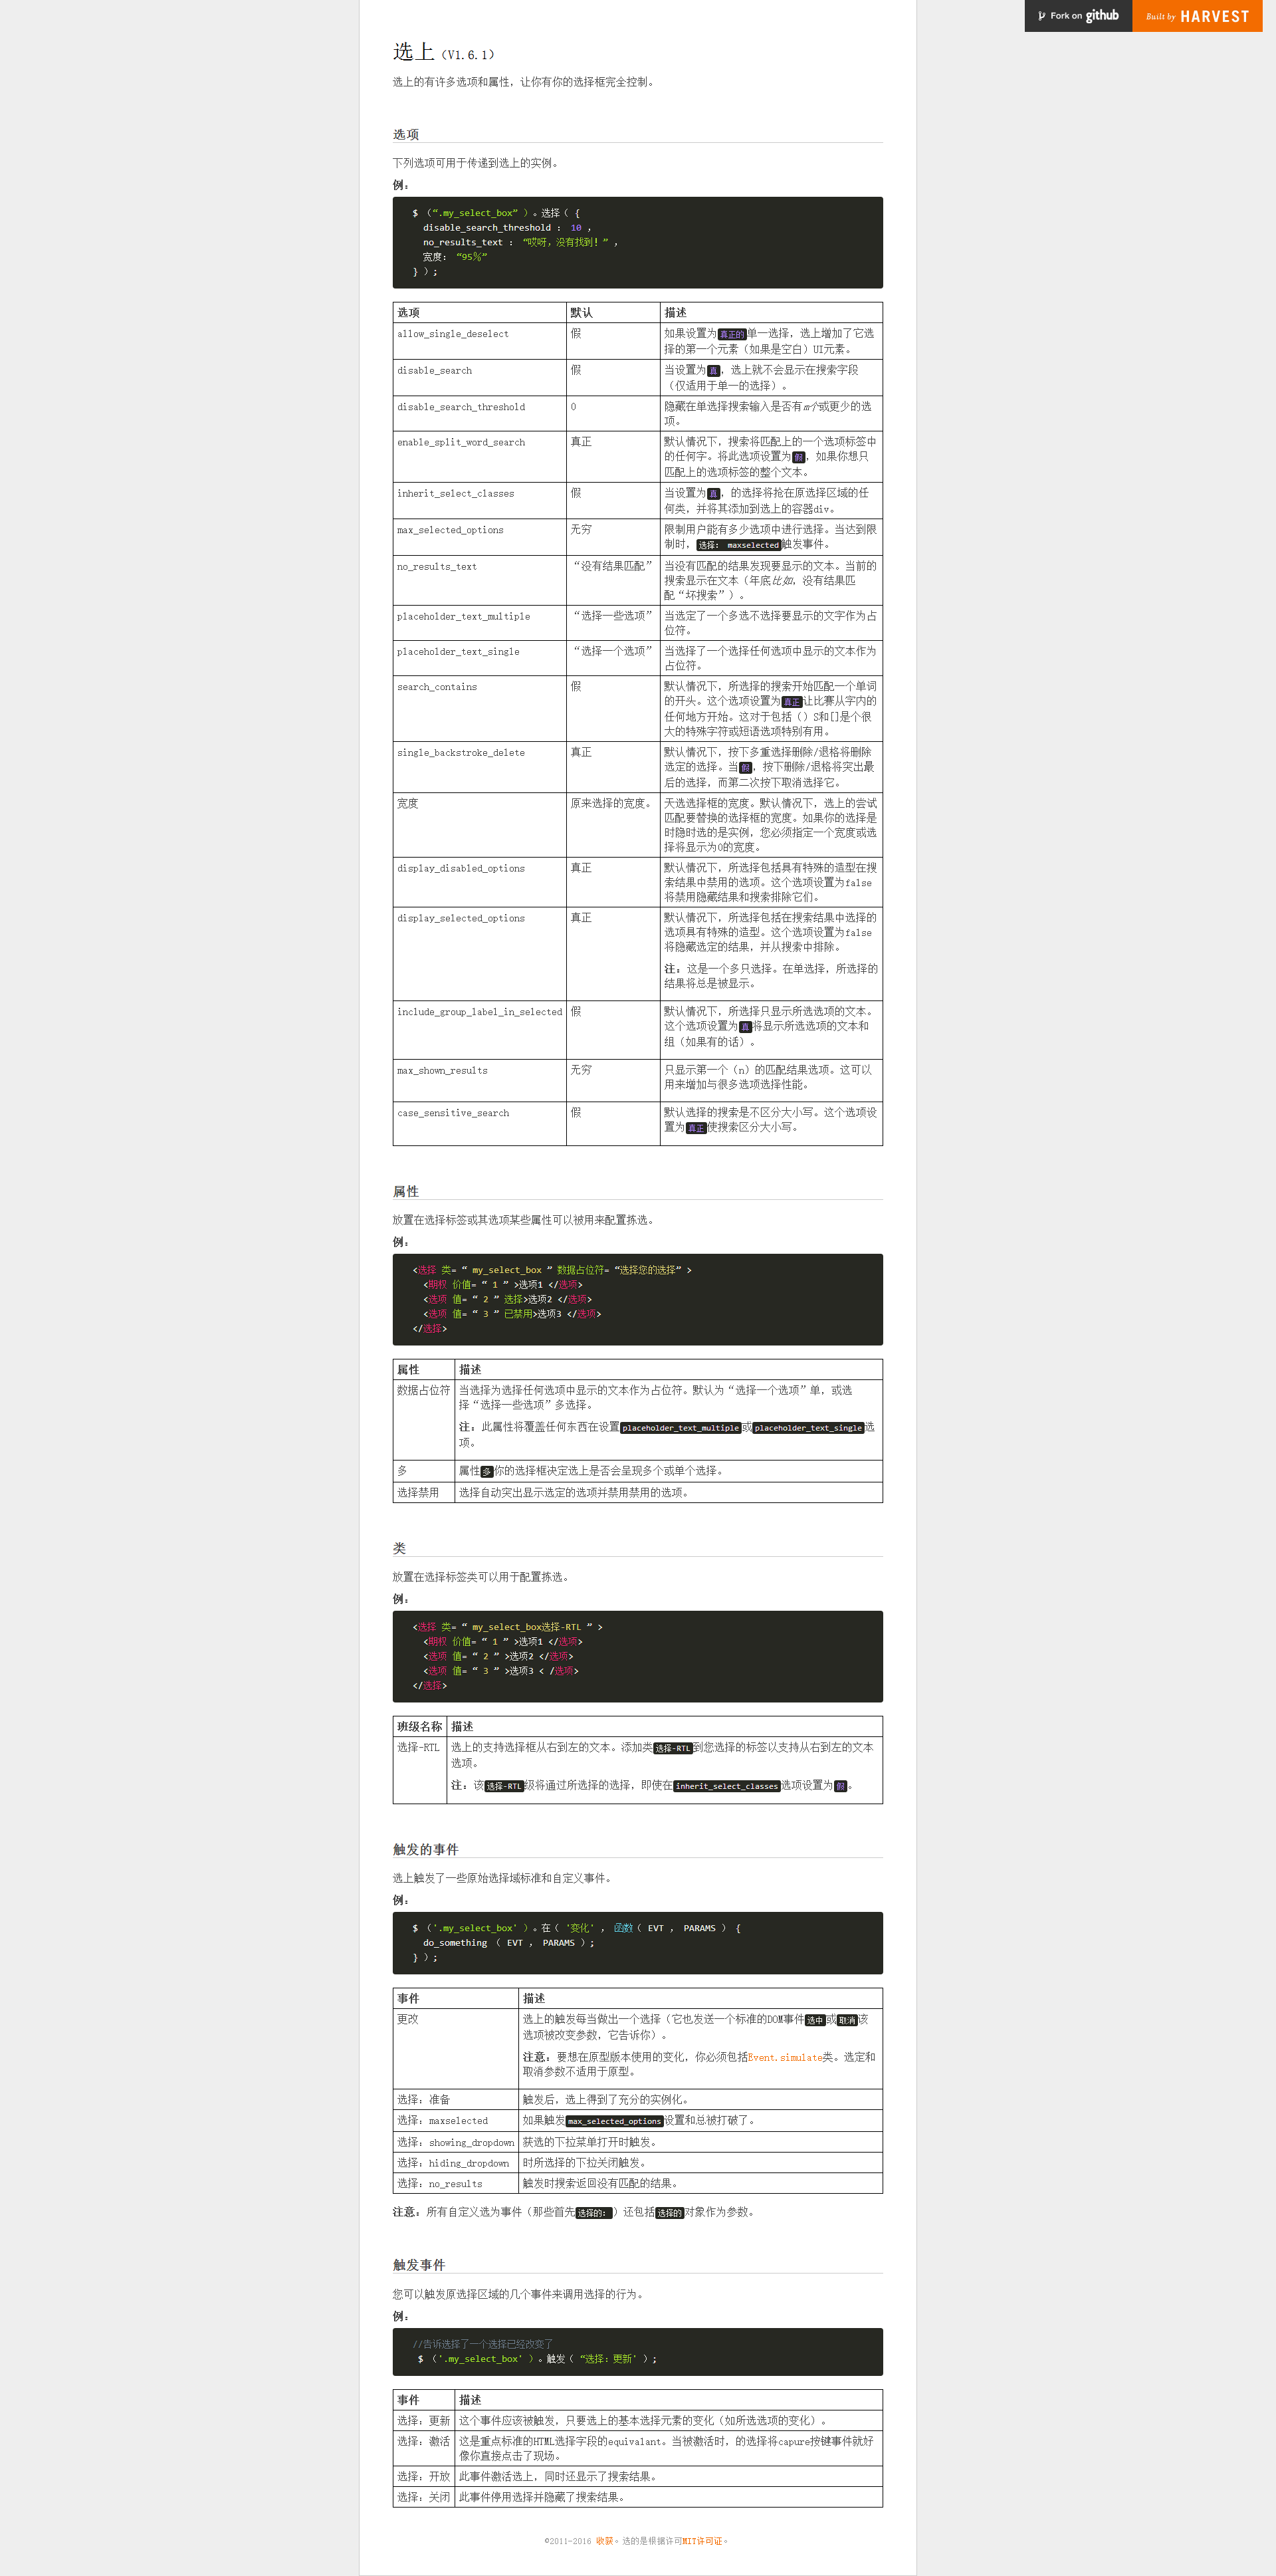 Fork on github
Built by HARVEST
选上（V1.6.1）
选上的有许多选项和属性，让你有你的选择框完全控制。
选项
下列选项可用于传递到选上的实例。
例：
$ （“.my_select_box” ）。选择（ {
disable_search_threshold ： 10 ，
no_results_text ： “哎呀，没有找到！” ，
宽度： “95％”
} ）;
选项 默认 描述
allow_single_deselect 假 如果设置为真正的单一选择，选上增加了它选
择的第一个元素（如果是空白）UI元素。
disable_search 假 当设置为真，选上就不会显示在搜索字段
（仅适用于单一的选择）。
disable_search_threshold 0 隐藏在单选择搜索输入是否有m个或更少的选
项。
enable_split_word_search 真正 默认情况下，搜索将匹配上的一个选项标签中
的任何字。将此选项设置为假，如果你想只
匹配上的选项标签的整个文本。
inherit_select_classes 假 当设置为真，的选择将抢在原选择区域的任
何类，并将其添加到选上的容器div。
max_selected_options 无穷 限制用户能有多少选项中进行选择。当达到限
制时，选择： maxselected触发事件。
no_results_text “没有结果匹配” 当没有匹配的结果发现要显示的文本。当前的
搜索显示在文本（年底比如，没有结果匹
配“坏搜索”）。
placeholder_text_multiple “选择一些选项” 当选定了一个多选不选择要显示的文字作为占
位符。
placeholder_text_single “选择一个选项” 当选择了一个选择任何选项中显示的文本作为
占位符。
search_contains 假 默认情况下，所选择的搜索开始匹配一个单词
的开头。这个选项设置为真正让比赛从字内的
任何地方开始。这对于包括（）S和[]是个很
大的特殊字符或短语选项特别有用。
single_backstroke_delete 真正 默认情况下，按下多重选择删除/退格将删除
选定的选择。当假，按下删除/退格将突出最
后的选择，而第二次按下取消选择它。
宽度 原来选择的宽度。 天选选择框的宽度。默认情况下，选上的尝试
匹配要替换的选择框的宽度。如果你的选择是
时隐时选的是实例，您必须指定一个宽度或选
择将显示为0的宽度。
display_disabled_options 真正 默认情况下，所选择包括具有特殊的造型在搜
索结果中禁用的选项。这个选项设置为false
将禁用隐藏结果和搜索排除它们。
display_selected_options 真正 默认情况下，所选择包括在搜索结果中选择的
选项具有特殊的造型。这个选项设置为false
将隐藏选定的结果，并从搜索中排除。
注：这是一个多只选择。在单选择，所选择的
结果将总是被显示。
include_group_label_in_selected 假 默认情况下，所选择只显示所选选项的文本。
这个选项设置为真将显示所选选项的文本和
组（如果有的话）。
max_shown_results 无穷 只显示第一个（n）的匹配结果选项。这可以
用来增加与很多选项选择性能。
case_sensitive_search 假 默认选择的搜索是不区分大小写。这个选项设
置为真正使搜索区分大小写。
属性
放置在选择标签或其选项某些属性可以被用来配置拣选。
例：
<选择 类= “ my_select_box ” 数据占位符= “选择您的选择” >
<期权 价值= “ 1 ” >选项1 </选项>
<选项 值= “ 2 ” 选择>选项2 </选项>
<选项 值= “ 3 ” 已禁用>选项3 </选项>
</选择>
属性 描述
数据占位符 当选择为选择任何选项中显示的文本作为占位符。默认为“选择一个选项”单，或选
择“选择一些选项”多选择。
注：此属性将覆盖任何东西在设置placeholder_text_multiple或placeholder_text_single选
项。
多 属性多你的选择框决定选上是否会呈现多个或单个选择。
选择禁用 选择自动突出显示选定的选项并禁用禁用的选项。
类
放置在选择标签类可以用于配置拣选。
例：
<选择 类= “ my_select_box选择-RTL ” >
<期权 价值= “ 1 ” >选项1 </选项>
<选项 值= “ 2 ” >选项2 </选项>
<选项 值= “ 3 ” >选项3 < /选项>
</选择>
班级名称 描述
选择-RTL 选上的支持选择框从右到左的文本。添加类选择-RTL到您选择的标签以支持从右到左的文本
选项。
注：该选择-RTL级将通过所选择的选择，即使在inherit_select_classes选项设置为假。
触发的事件
选上触发了一些原始选择域标准和自定义事件。
例：
$ （'.my_select_box' ）。在（ '变化' ， 函数（ EVT ， PARAMS ） {
do_something （ EVT ， PARAMS ）;
} ）;
事件 描述
更改 选上的触发每当做出一个选择（它也发送一个标准的DOM事件选中或取消该
选项被改变参数，它告诉你）。
注意：要想在原型版本使用的变化，你必须包括Event.simulate类。选定和
取消参数不适用于原型。
选择：准备 触发后，选上得到了充分的实例化。
选择：maxselected 如果触发max_selected_options设置和总被打破了。
选择：showing_dropdown 获选的下拉菜单打开时触发。
选择：hiding_dropdown 时所选择的下拉关闭触发。
选择：no_results 触发时搜索返回没有匹配的结果。
注意：所有自定义选为事件（那些首先选择的：）还包括选择的对象作为参数。
触发事件
您可以触发原选择区域的几个事件来调用选择的行为。
例：
//告诉选择了一个选择已经改变了
$ （'.my_select_box' ）。触发（ “选择：更新' ）;
事件 描述
选择：更新 这个事件应该被触发，只要选上的基本选择元素的变化（如所选选项的变化）。
选择：激活 这是重点标准的HTML选择字段的equivalant。当被激活时，的选择将capure按键事件就好
像你直接点击了现场。
选择：开放 此事件激活选上，同时还显示了搜索结果。
选择：关闭 此事件停用选择并隐藏了搜索结果。
©2011-2016 收获。选的是根据许可MIT许可证。